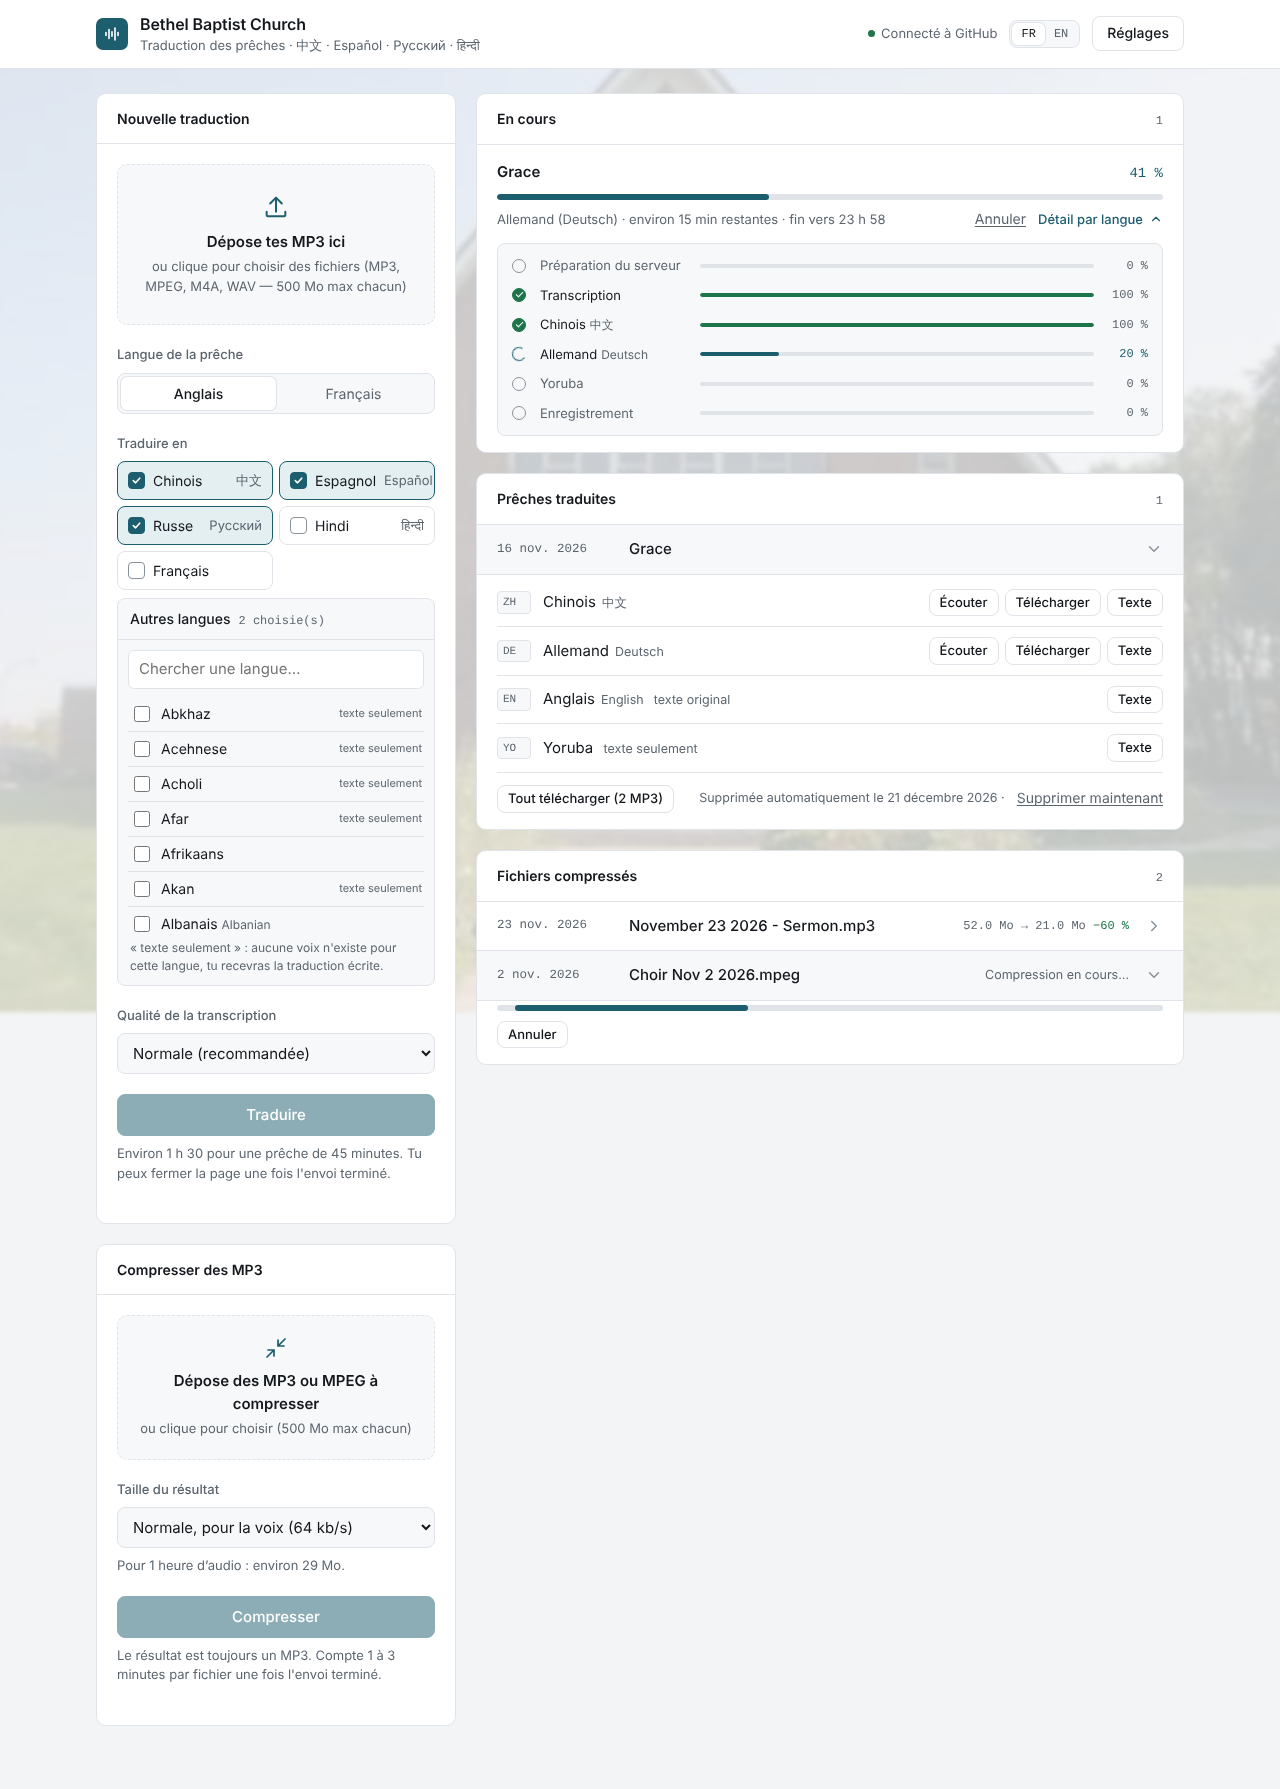 Bethel Baptist Church
Traduction des prêches · 中文 · Español · Русский · हिन्दी
Connecté à GitHub
FR EN
Réglages
Nouvelle traduction
Dépose tes MP3 ici
ou clique pour choisir des fichiers (MP3,
MPEG, M4A, WAV — 500 Mo max chacun)
Langue de la prêche
Anglais Français
Traduire en
Chinois 中文
Espagnol Español
Russe Русский
Hindi हिन्दी
Français
Autres langues 2 choisie(s)
Chercher une langue...
Abkhaz texte seulement
Acehnese texte seulement
Acholi texte seulement
Afar texte seulement
Afrikaans
Akan texte seulement
Albanais Albanian
« texte seulement » : aucune voix n'existe pour
cette langue, tu recevras la traduction écrite.
Qualité de la transcription
Normale (recommandée)
Traduire
Environ 1 h 30 pour une prêche de 45 minutes. Tu
peux fermer la page une fois l'envoi terminé.
Compresser des MP3
Dépose des MP3 ou MPEG à
compresser
ou clique pour choisir (500 Mo max chacun)
Taille du résultat
Normale, pour la voix (64 kb/s)
Pour 1 heure d'audio : environ 29 Mo.
Compresser
Le résultat est toujours un MP3. Compte 1 à 3
minutes par fichier une fois l'envoi terminé.
En cours 1
Grace 41 %
Allemand (Deutsch) · environ 15 min restantes · fin vers 23 h 58 Annuler Détail par langue
Préparation du serveur 0 %
Transcription 100 %
Chinois 中文 100 %
Allemand Deutsch 20 %
Yoruba 0 %
Enregistrement 0 %
Prêches traduites 1
16 nov. 2026 Grace
ZH Chinois 中文 Écouter Télécharger Texte
DE Allemand Deutsch Écouter Télécharger Texte
EN Anglais English texte original Texte
YO Yoruba texte seulement Texte
Tout télécharger (2 MP3) Supprimée automatiquement le 21 décembre 2026 · Supprimer maintenant
Fichiers compressés 2
23 nov. 2026 November 23 2026 - Sermon.mp3 52.0 Mo → 21.0 Mo −60 %
2 nov. 2026 Choir Nov 2 2026.mpeg Compression en cours...
Annuler